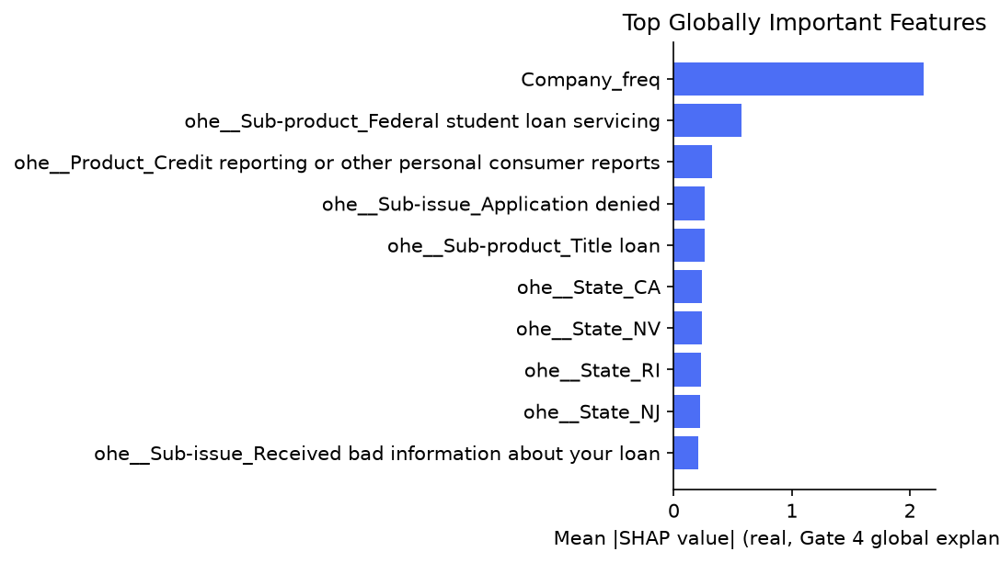 Top Globally Important Features
Company_freq
ohe__Sub-product_Federal student loan servicing
ohe__Product_Credit reporting or other personal consumer reports
ohe__Sub-issue_Application denied
ohe__Sub-product_Title loan
ohe__State_CA
ohe__State_NV
ohe__State_RI
ohe__State_NJ
ohe__Sub-issue_Received bad information about your loan
0 1 2
Mean |SHAP value| (real, Gate 4 global explan